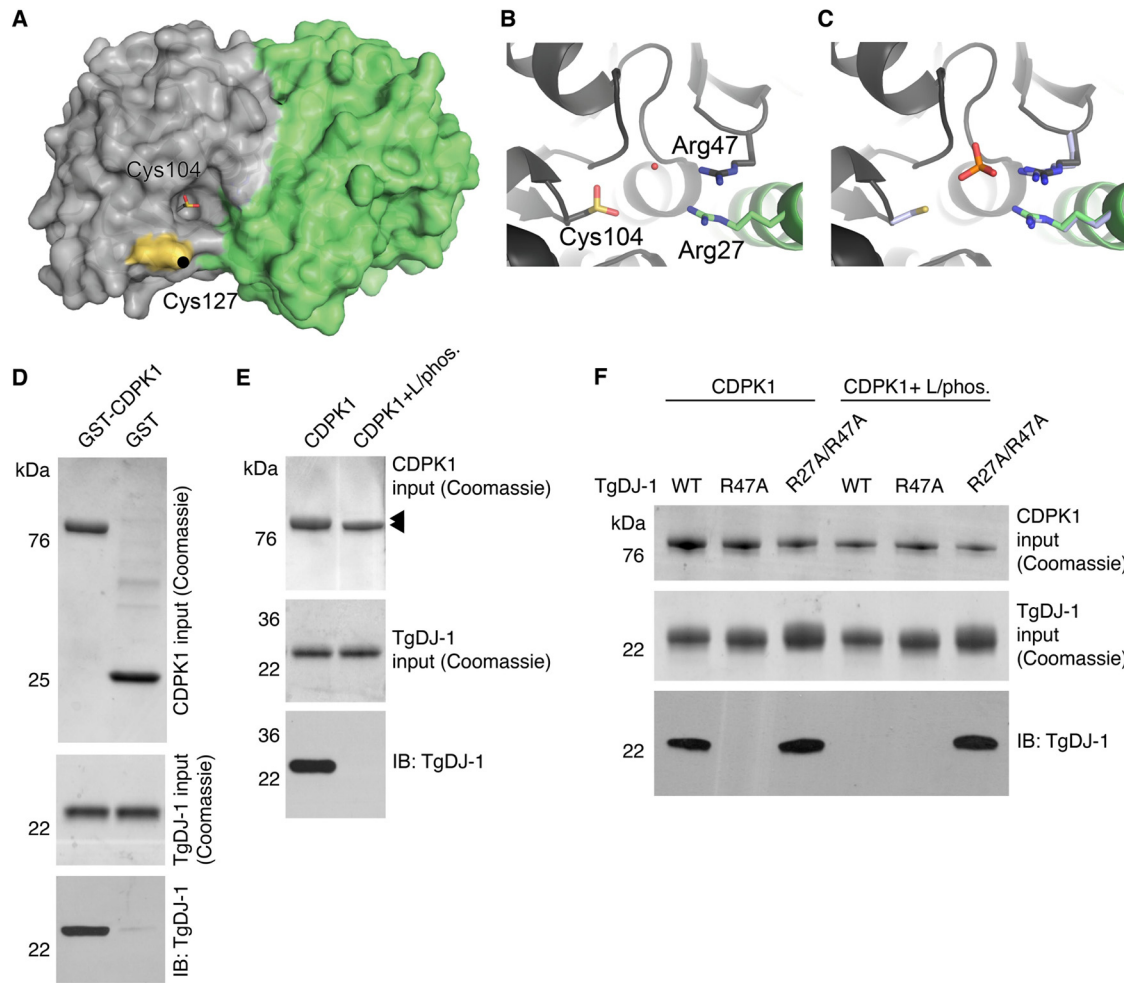 A
Cys104
Cys127
B
Arg47
Cys104
Arg27
C
D
GST-CDPK1
GST
kDa
76
25
CDPK1 input (Coomassie)
22
TgDJ-1 input
(Coomassie)
22
IB: TgDJ-1
E
CDPK1
CDPK1+L/phos.
kDa
76
CDPK1
input (Coomassie)
36
22
TgDJ-1
input (Coomassie)
36
22
IB: TgDJ-1
F
CDPK1
CDPK1+ L/phos.
TgDJ-1 WT R47A R27A/R47A WT R47A R27A/R47A
kDa
76
CDPK1
input
(Coomassie)
22
TgDJ-1
input
(Coomassie)
22
IB: TgDJ-1